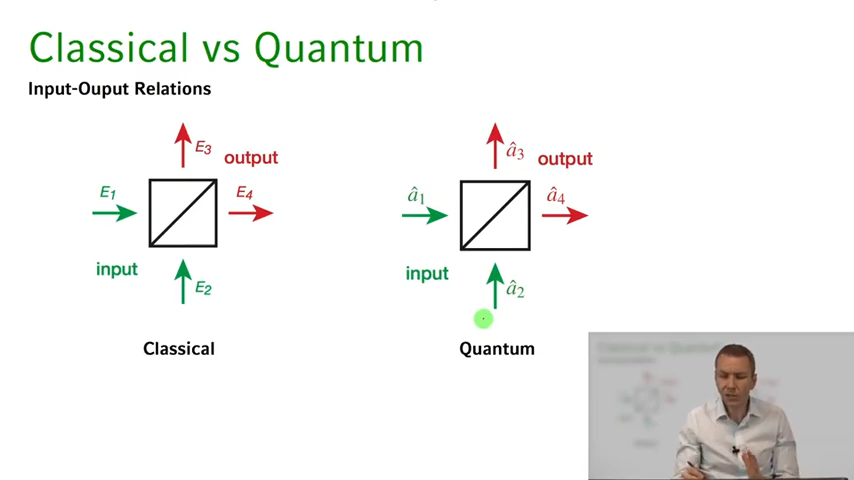 Classical vs Quantum
Input-Ouput Relations
E3
output
E1
E4
input
E2
Classical
â3
output
â1
â4
input
â2
Quantum